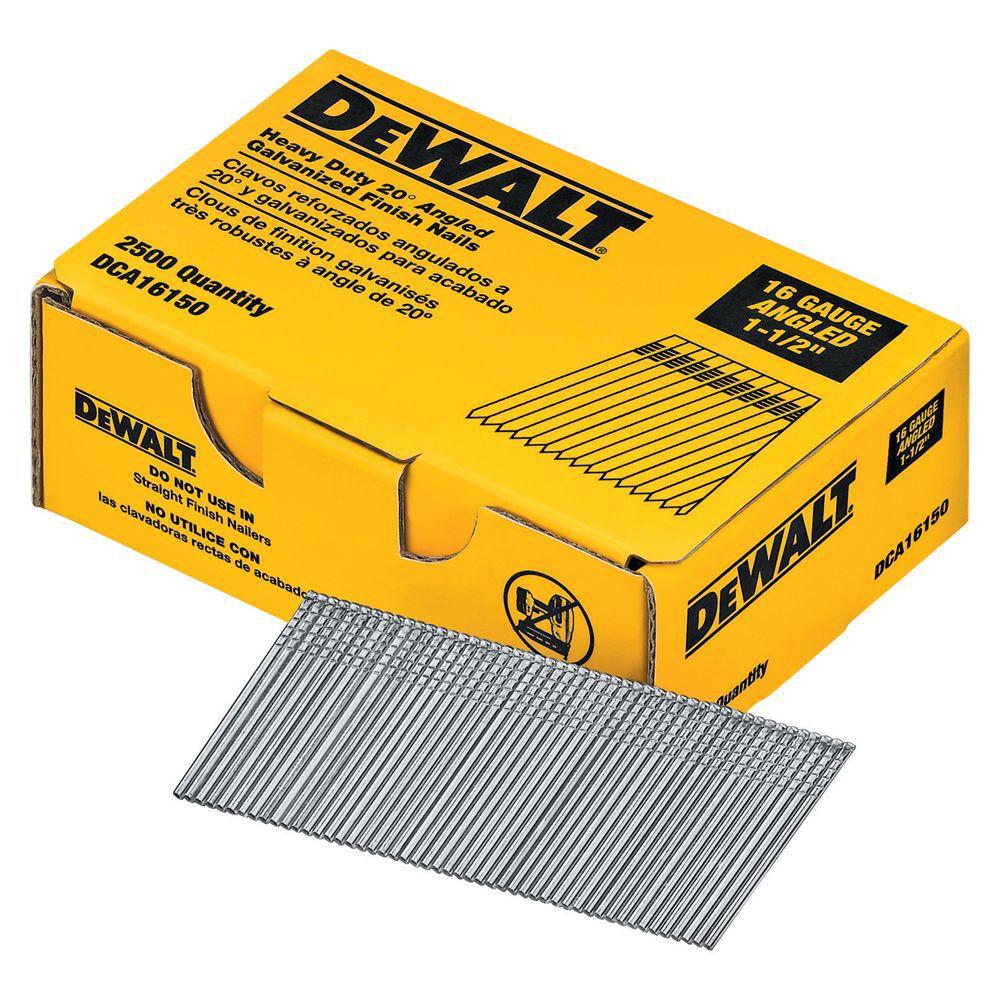 DEWALT®
Heavy Duty 20° Angled
Galvanized Finish Nails
Clavos reforzados angulados a
20° y galvanizados para acabado
Clous de finition galvanisés
très robustes à angle de 20º
2500 Quantity
DCA16150
16 GAUGE
ANGLED
1-1/2"
DEWALT
DO NOT USE IN
Straight Finish Nailers
NO UTILICE CON
las clavadoras rectas de acabado
16 GAUGE
ANGLED
1-1/2"
DEWALT
DCA16150
Quantity